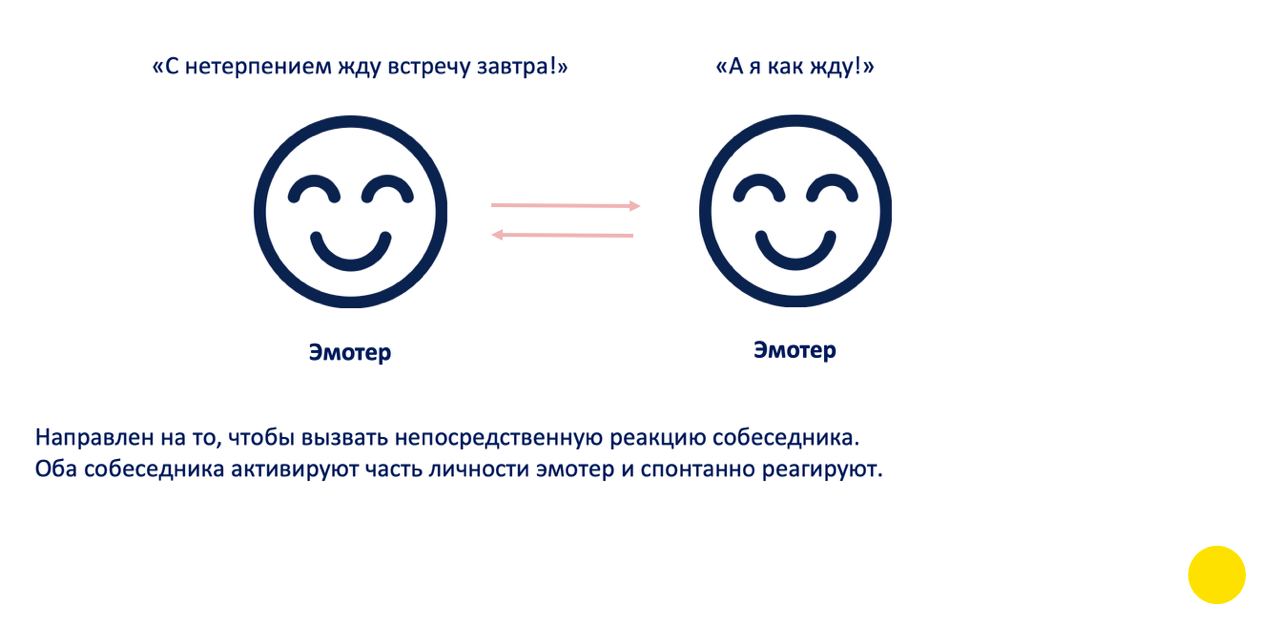 «С нетерпением жду встречу завтра!»
«А я как жду!»
Эмотер
Эмотер
Направлен на то, чтобы вызвать непосредственную реакцию собеседника.
Оба собеседника активируют часть личности эмотер и спонтанно реагируют.